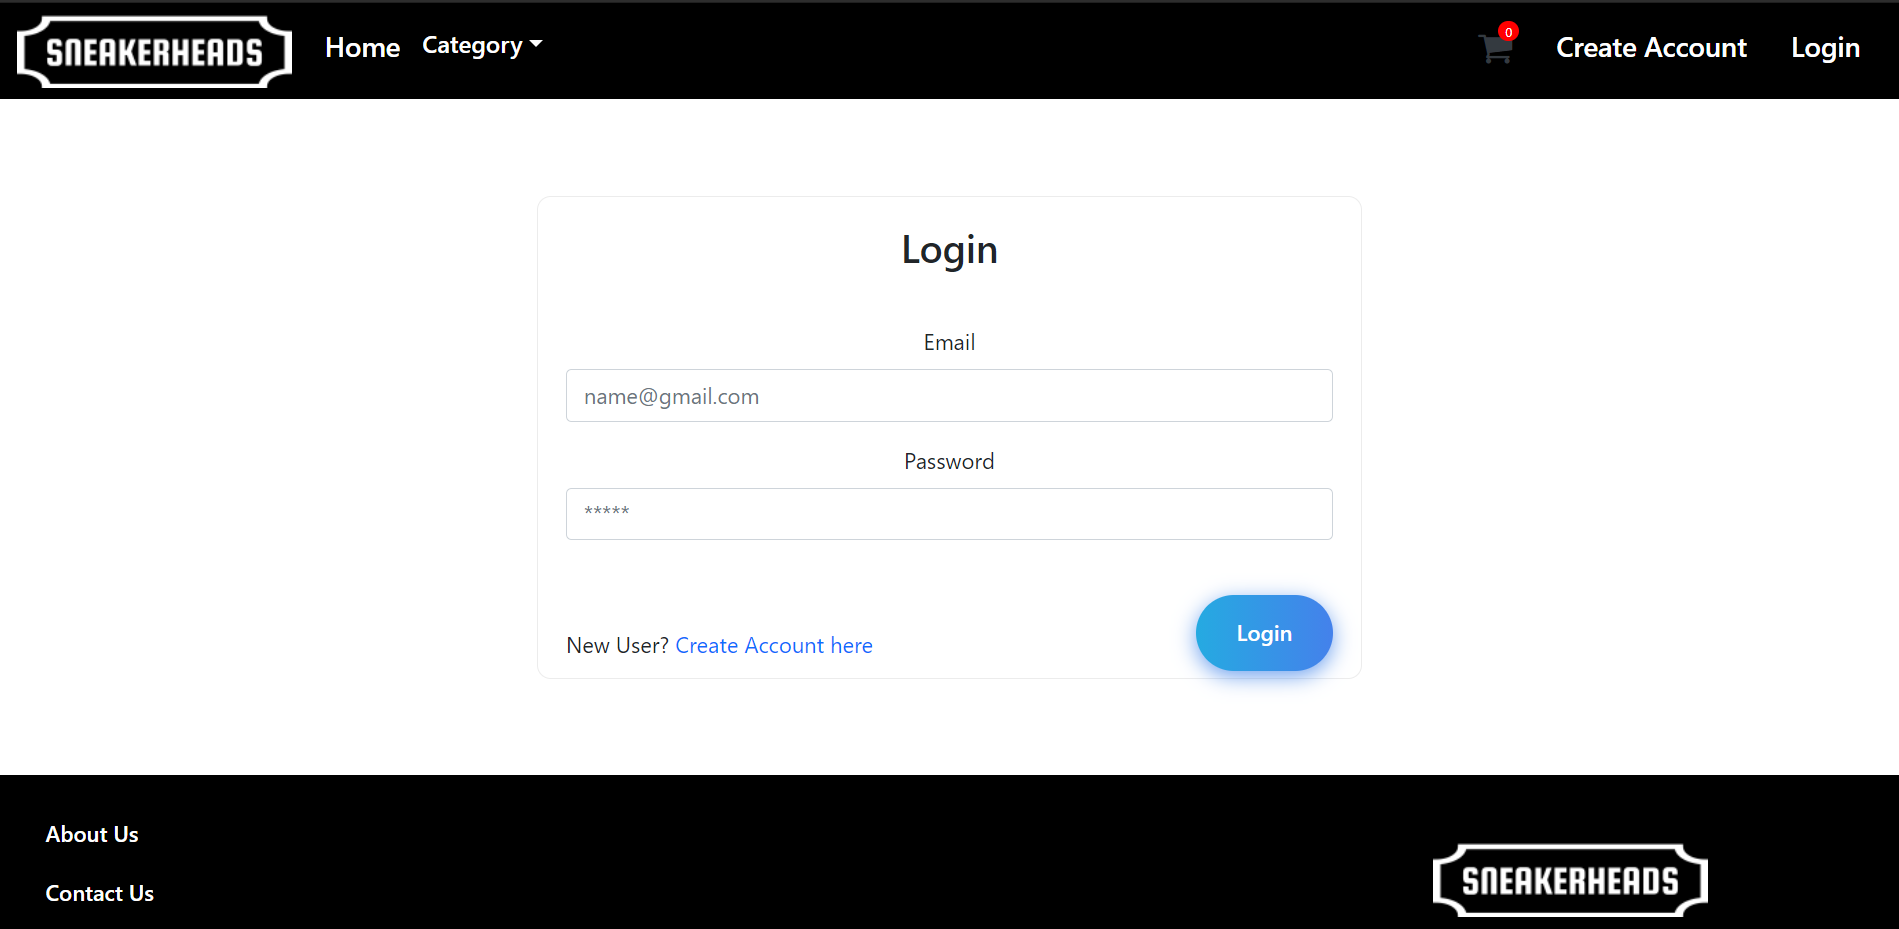 SNEAKERHEADS Home Category 0 Create Account Login
Login
Email
name@gmail.com
Password
*****
New User? Create Account here
Login
About Us
Contact Us
SNEAKERHEADS